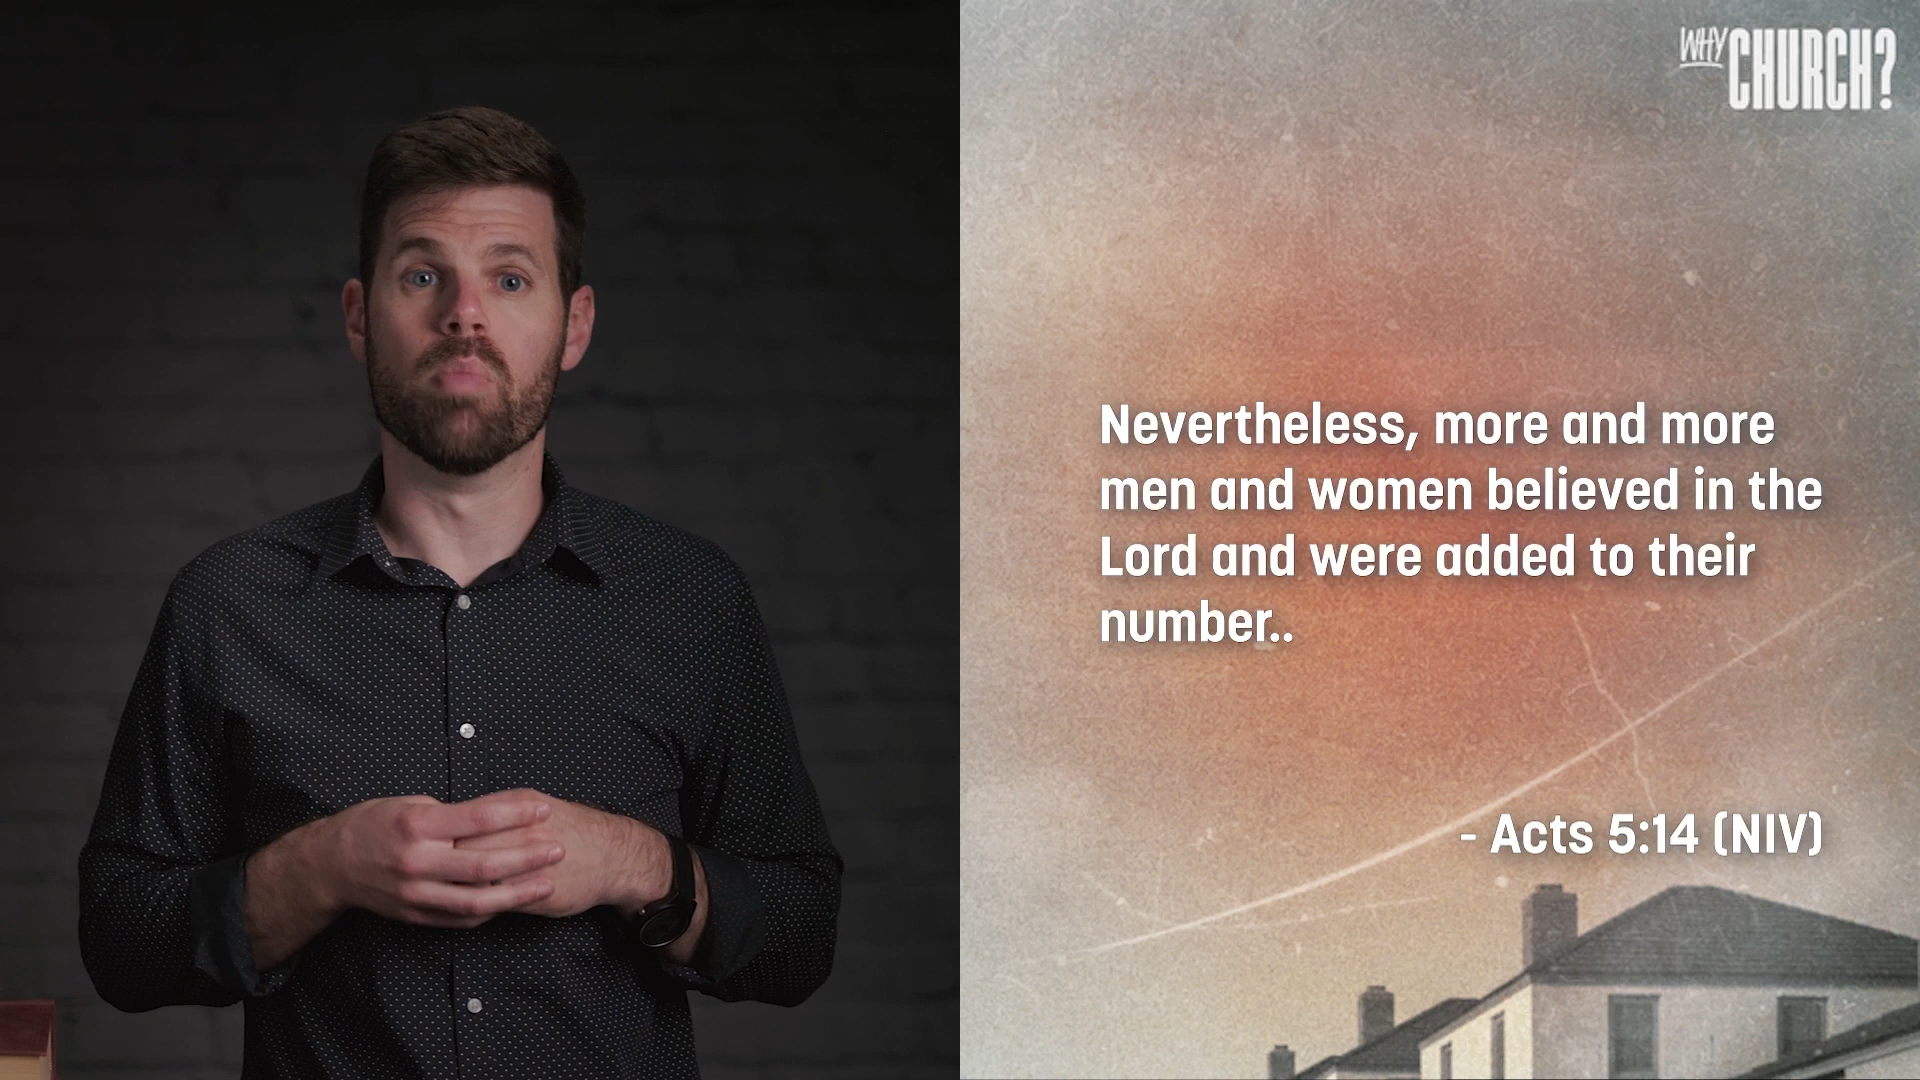 WHY CHURCH?
Nevertheless, more and more
men and women believed in the
Lord and were added to their
number..
- Acts 5:14 (NIV)